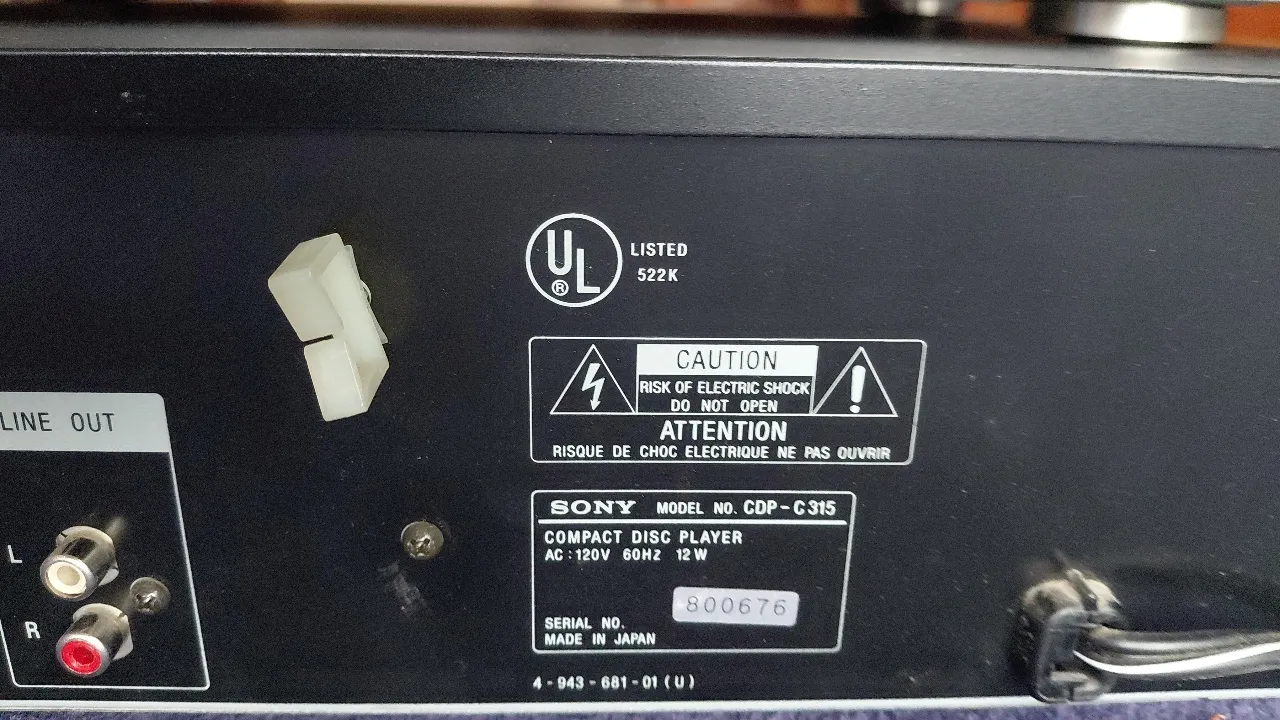 UL
®
LISTED
522K
CAUTION
RISK OF ELECTRIC SHOCK
DO NOT OPEN
ATTENTION
RISQUE DE CHOC ELECTRIQUE NE PAS OUVRIR
LINE OUT
L
R
SONY MODEL NO. CDP-C315
COMPACT DISC PLAYER
AC:120V 60Hz 12W
800676
SERIAL NO.
MADE IN JAPAN
4-943-681-01(U)